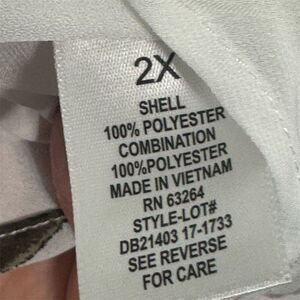 2X
SHELL
100% POLYESTER
COMBINATION
100%POLYESTER
MADE IN VIETNAM
RN 63264
STYLE-LOT#
DB21403 17-1733
SEE REVERSE
FOR CARE